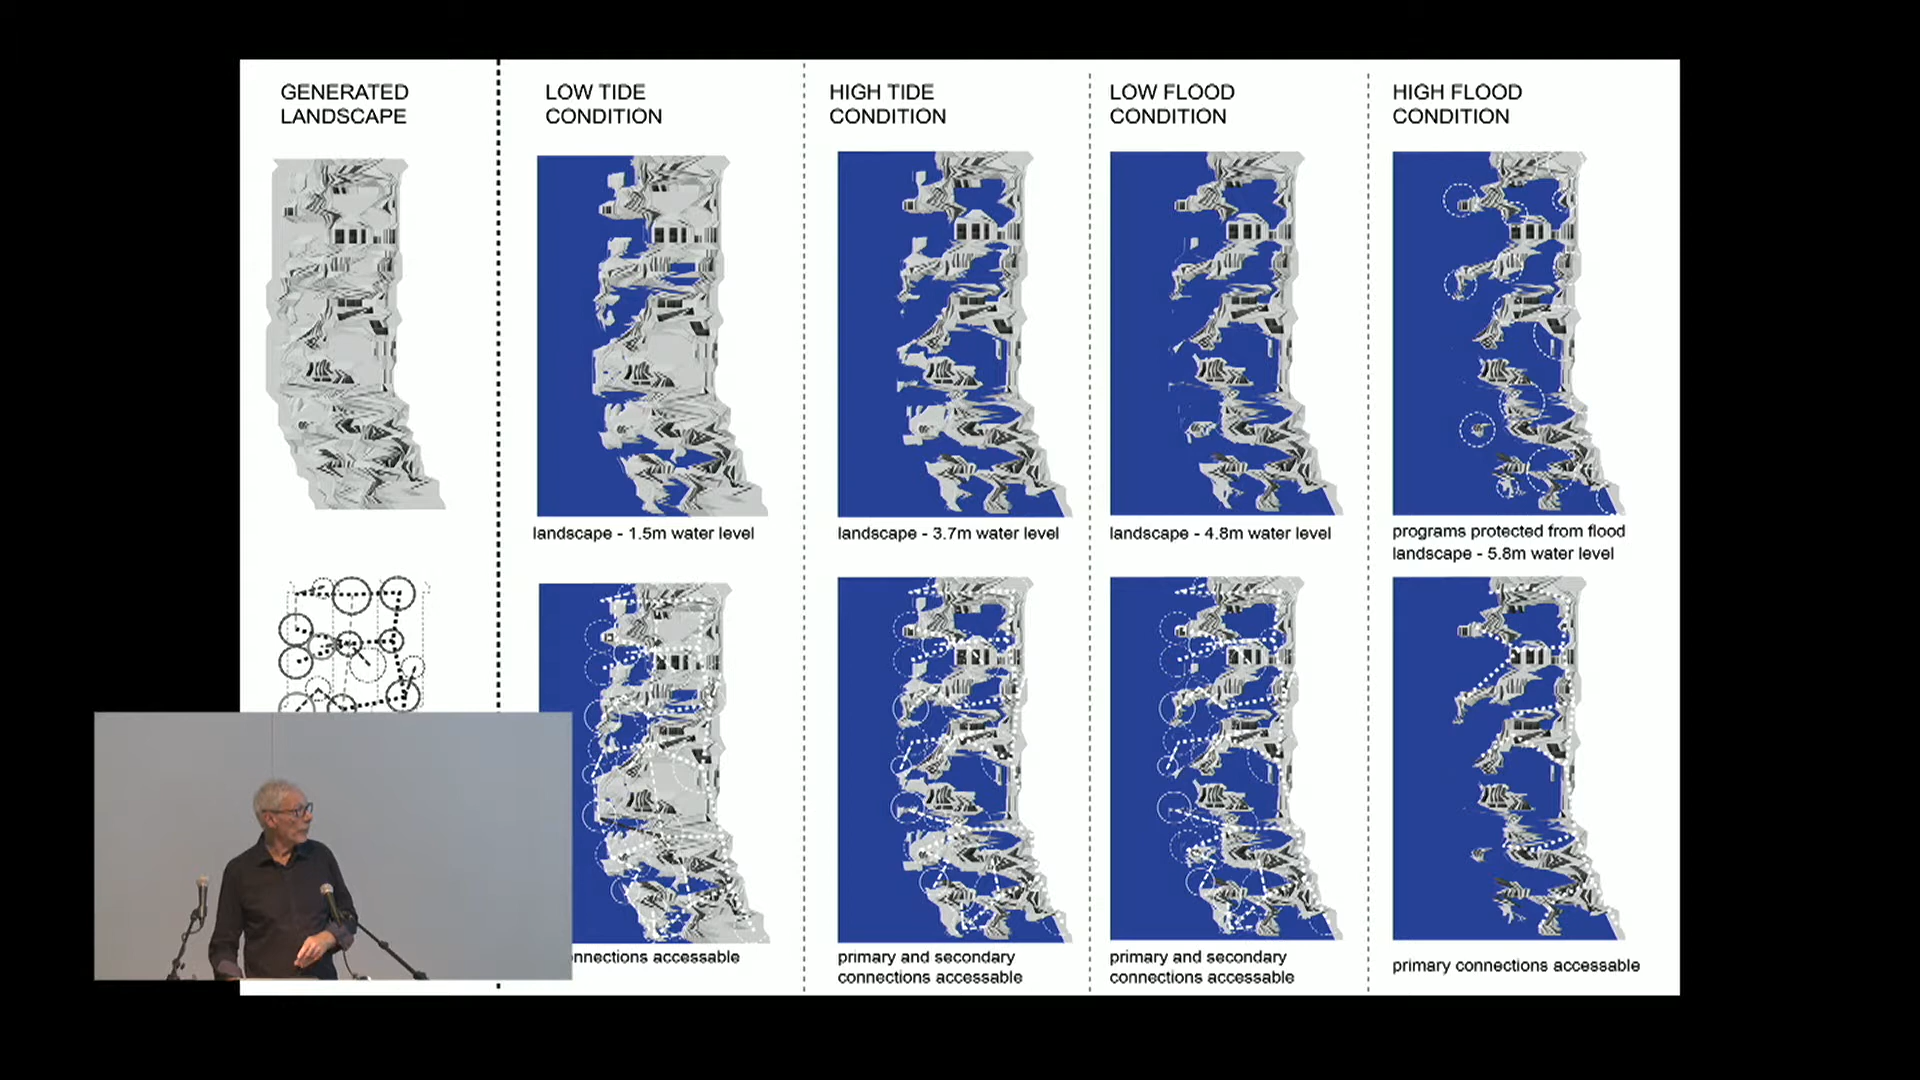 GENERATED
LANDSCAPE
LOW TIDE
CONDITION
HIGH TIDE
CONDITION
LOW FLOOD
CONDITION
HIGH FLOOD
CONDITION
landscape - 1.5m water level
landscape - 3.7m water level
landscape - 4.8m water level
programs protected from flood
landscape - 5.8m water level
accessable
primary and secondary
connections accessable
primary and secondary
connections accessable
primary connections accessable